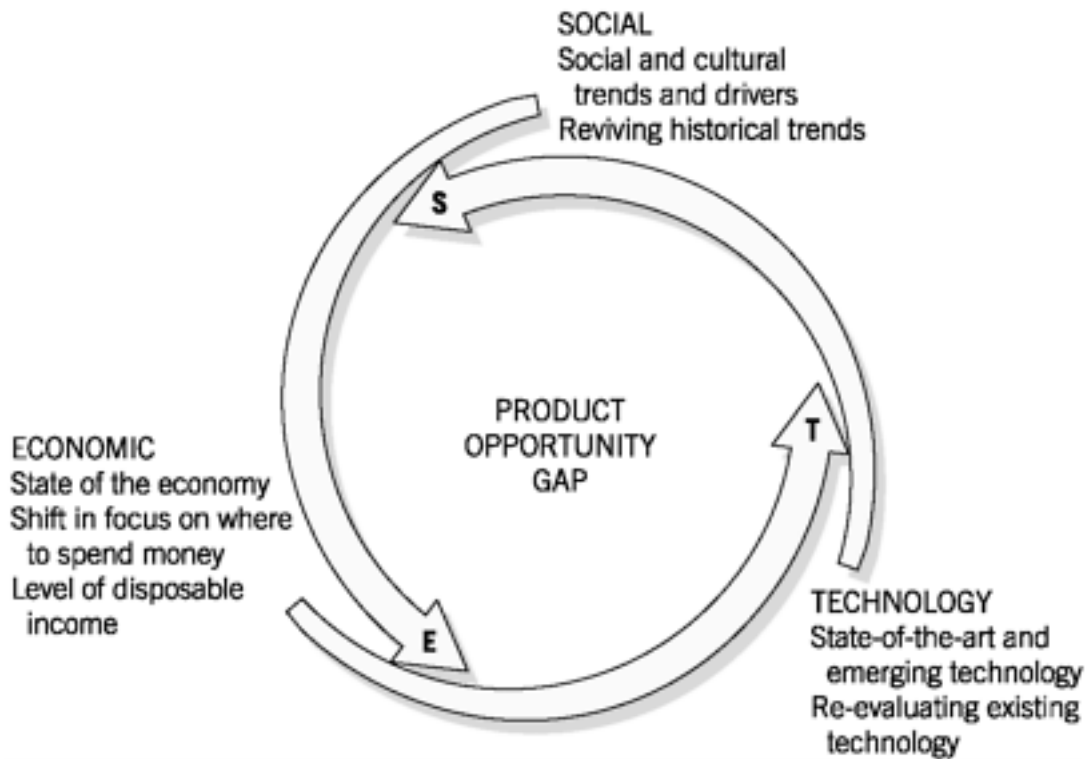 SOCIAL
Social and cultural
trends and drivers
Reviving historical trends
S
PRODUCT
OPPORTUNITY
GAP
T
ECONOMIC
State of the economy
Shift in focus on where
to spend money
Level of disposable
income
E
TECHNOLOGY
State-of-the-art and
emerging technology
Re-evaluating existing
technology